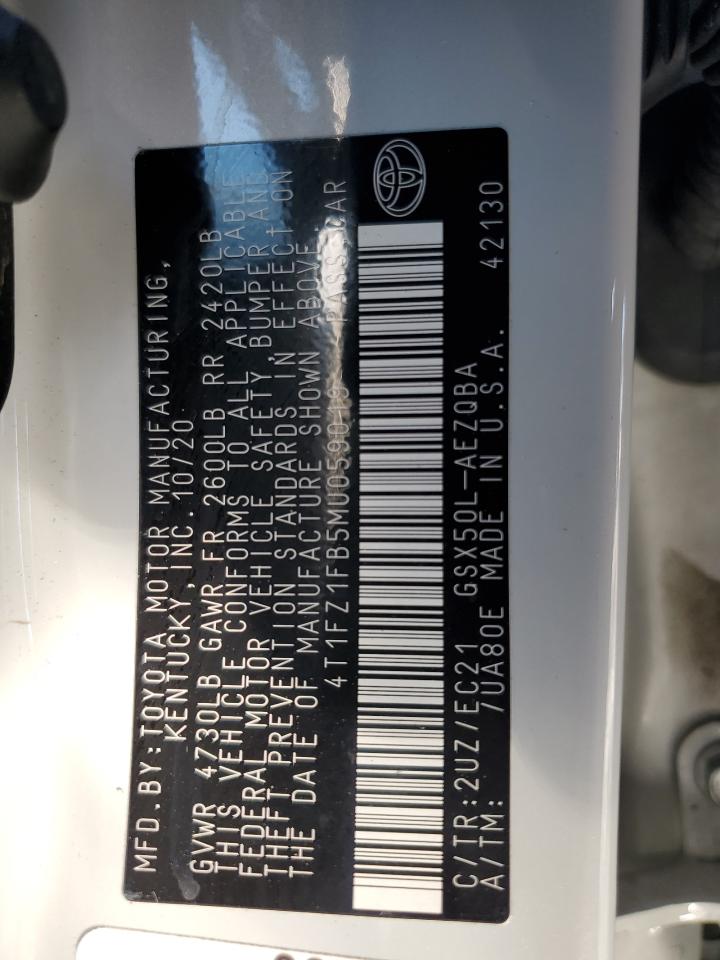 MFD.BY:TOYOTA MOTOR MANUFACTURING,
KENTUCKY,INC.10/20
GVWR 4730LB GAWR FR 2600LB RR 2420LB
THIS VEHICLE CONFORMS TO ALL APPLICABLE
FEDERAL MOTOR VEHICLE SAFETY,BUMPER,AND
THEFT PREVENTION STANDARDS IN EFFECT ON
THE DATE OF MANUFACTURE SHOWN ABOVE.
4T1FZ1FB5MU059019 PASS.CAR
C/TR:2UZ/EC21 GSX50L-AEZQBA
A/TM: 7UA80E MADE IN U.S.A. 42130